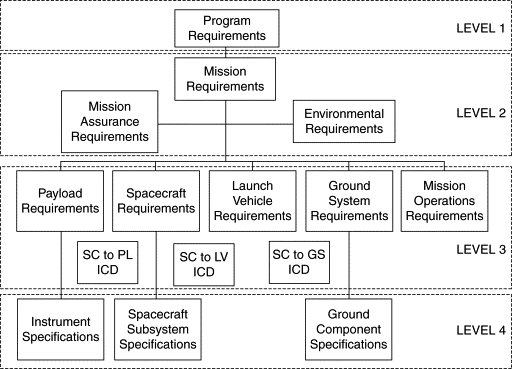 Program
Requirements
LEVEL 1
Mission
Requirements
Mission
Assurance
Requirements
Environmental
Requirements
LEVEL 2
Payload
Requirements
Spacecraft
Requirements
Launch
Vehicle
Requirements
Ground
System
Requirements
Mission
Operations
Requirements
SC to PL
ICD
SC to LV
ICD
SC to GS
ICD
LEVEL 3
Instrument
Specifications
Spacecraft
Subsystem
Specifications
Ground
Component
Specifications
LEVEL 4